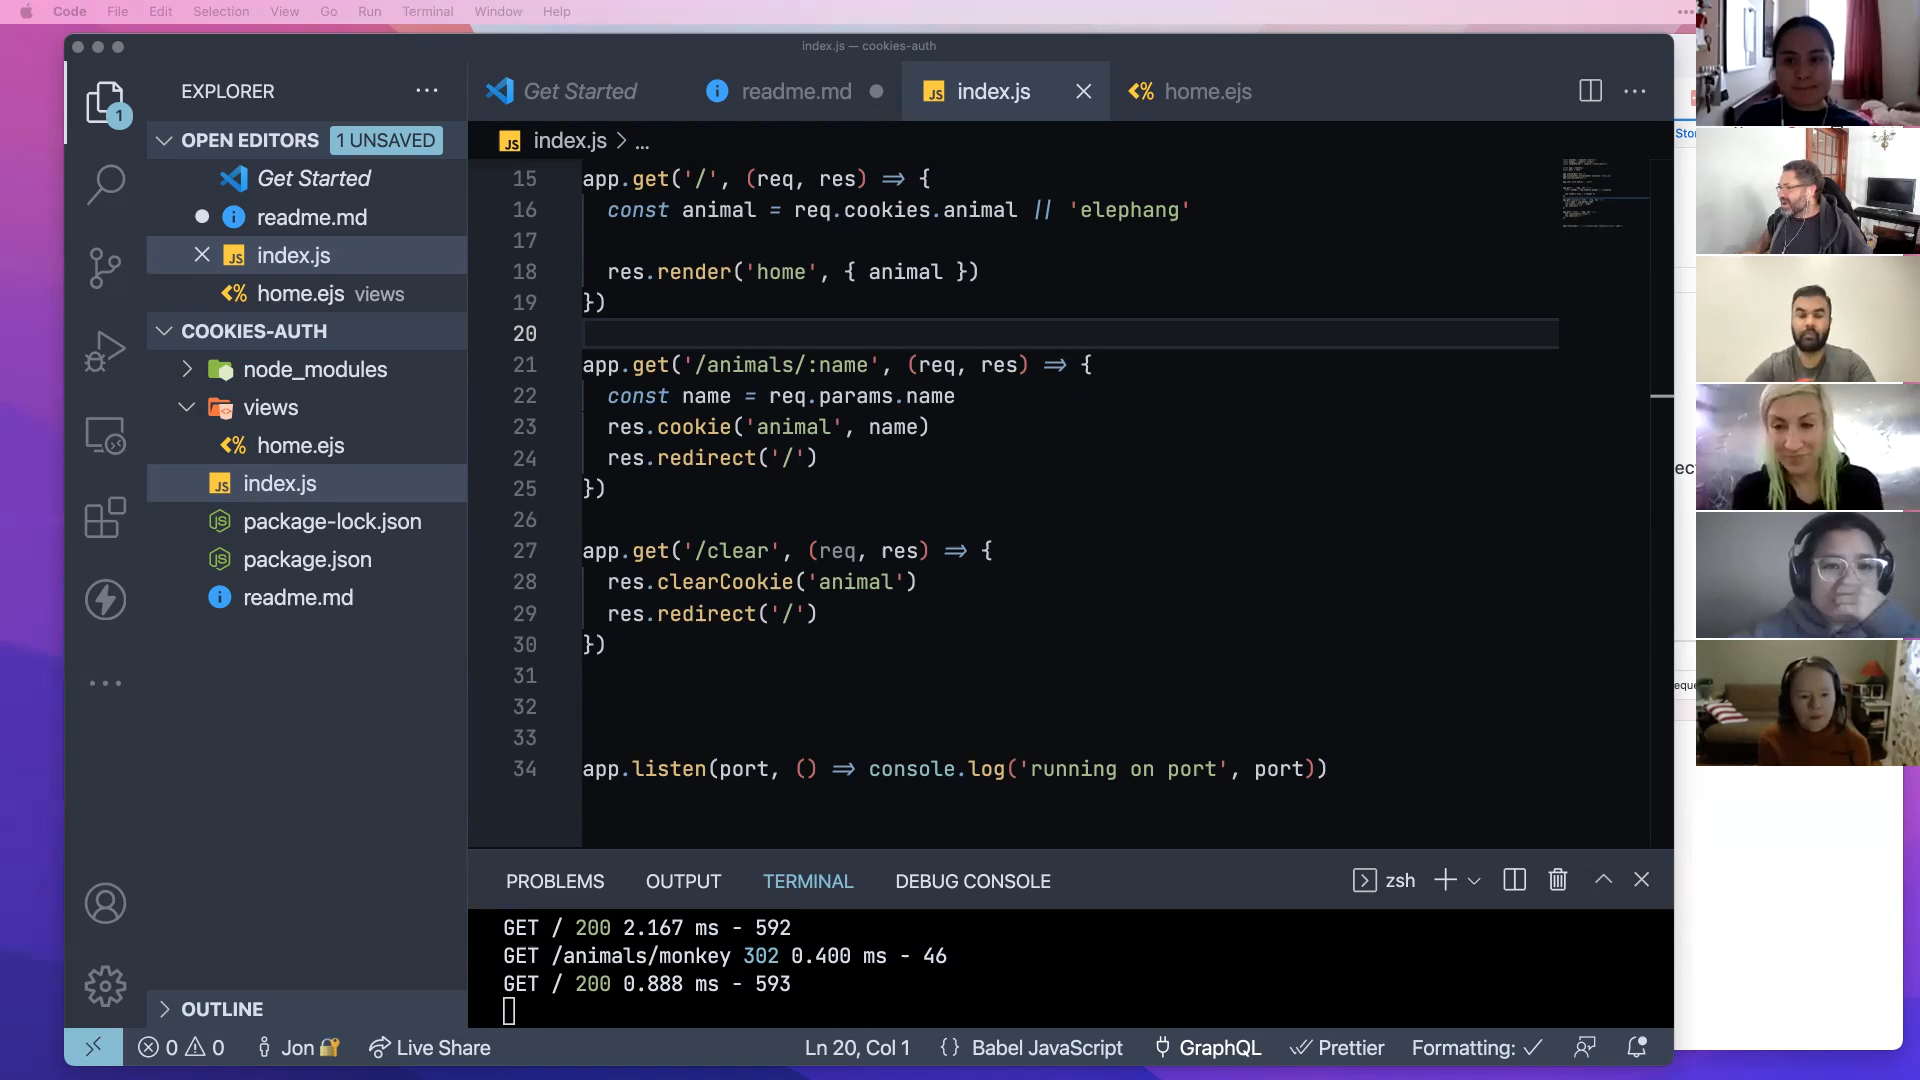 Code File Edit Selection View Go Run Terminal Window Help
index.js — cookies-auth
EXPLORER
Get Started
readme.md
index.js
home.ejs
OPEN EDITORS 1 UNSAVED
index.js > ...
Get Started
readme.md
index.js
home.ejs views
COOKIES-AUTH
node_modules
views
home.ejs
index.js
package-lock.json
package.json
readme.md
OUTLINE
15 app.get('/', (req, res) => {
16 const animal = req.cookies.animal || 'elephang'
17
18 res.render('home', { animal })
19 })
20
21 app.get('/animals/:name', (req, res) => {
22 const name = req.params.name
23 res.cookie('animal', name)
24 res.redirect('/')
25 })
26
27 app.get('/clear', (req, res) => {
28 res.clearCookie('animal')
29 res.redirect('/')
30 })
31
32
33
34 app.listen(port, () => console.log('running on port', port))
PROBLEMS OUTPUT TERMINAL DEBUG CONSOLE zsh
GET / 200 2.167 ms - 592
GET /animals/monkey 302 0.400 ms - 46
GET / 200 0.888 ms - 593
0 0 Jon Live Share Ln 20, Col 1 {} Babel JavaScript GraphQL Prettier Formatting: ✓
1
Stor
ect
eque